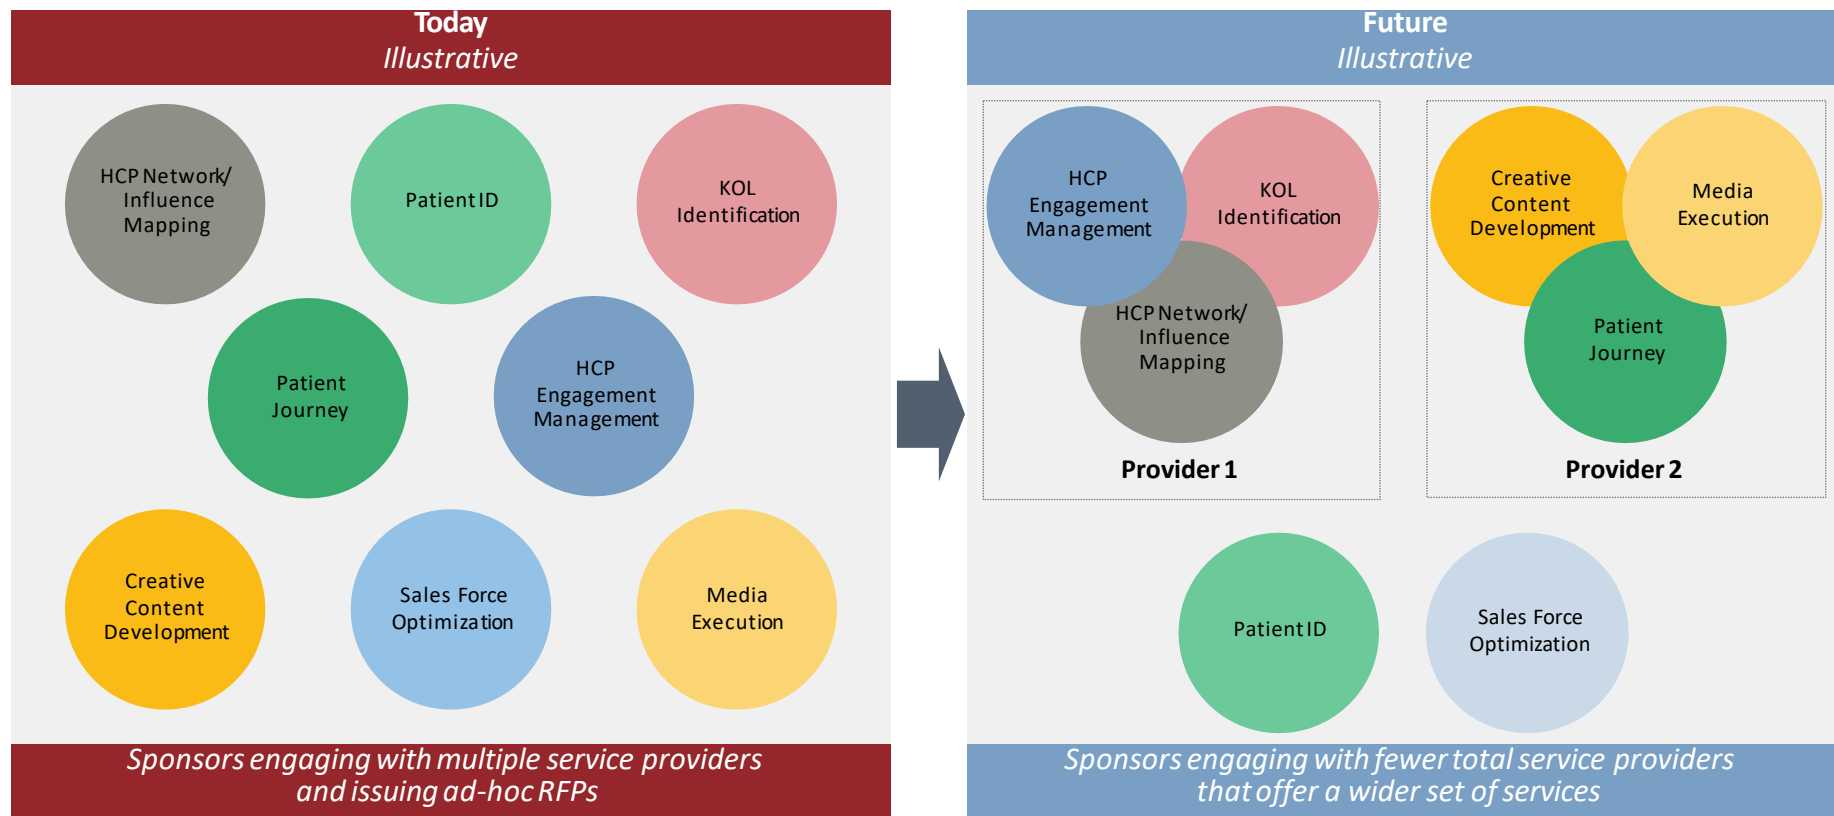 Today
Illustrative
HCP Network/
Influence
Mapping
Patient ID
KOL
Identification
Patient
Journey
HCP
Engagement
Management
Creative
Content
Development
Sales Force
Optimization
Media
Execution
Sponsors engaging with multiple service providers
and issuing ad-hoc RFPs
Future
Illustrative
HCP
Engagement
Management
KOL
Identification
HCP Network/
Influence
Mapping
Provider 1
Creative
Content
Development
Media
Execution
Patient
Journey
Provider 2
Patient ID
Sales Force
Optimization
Sponsors engaging with fewer total service providers
that offer a wider set of services